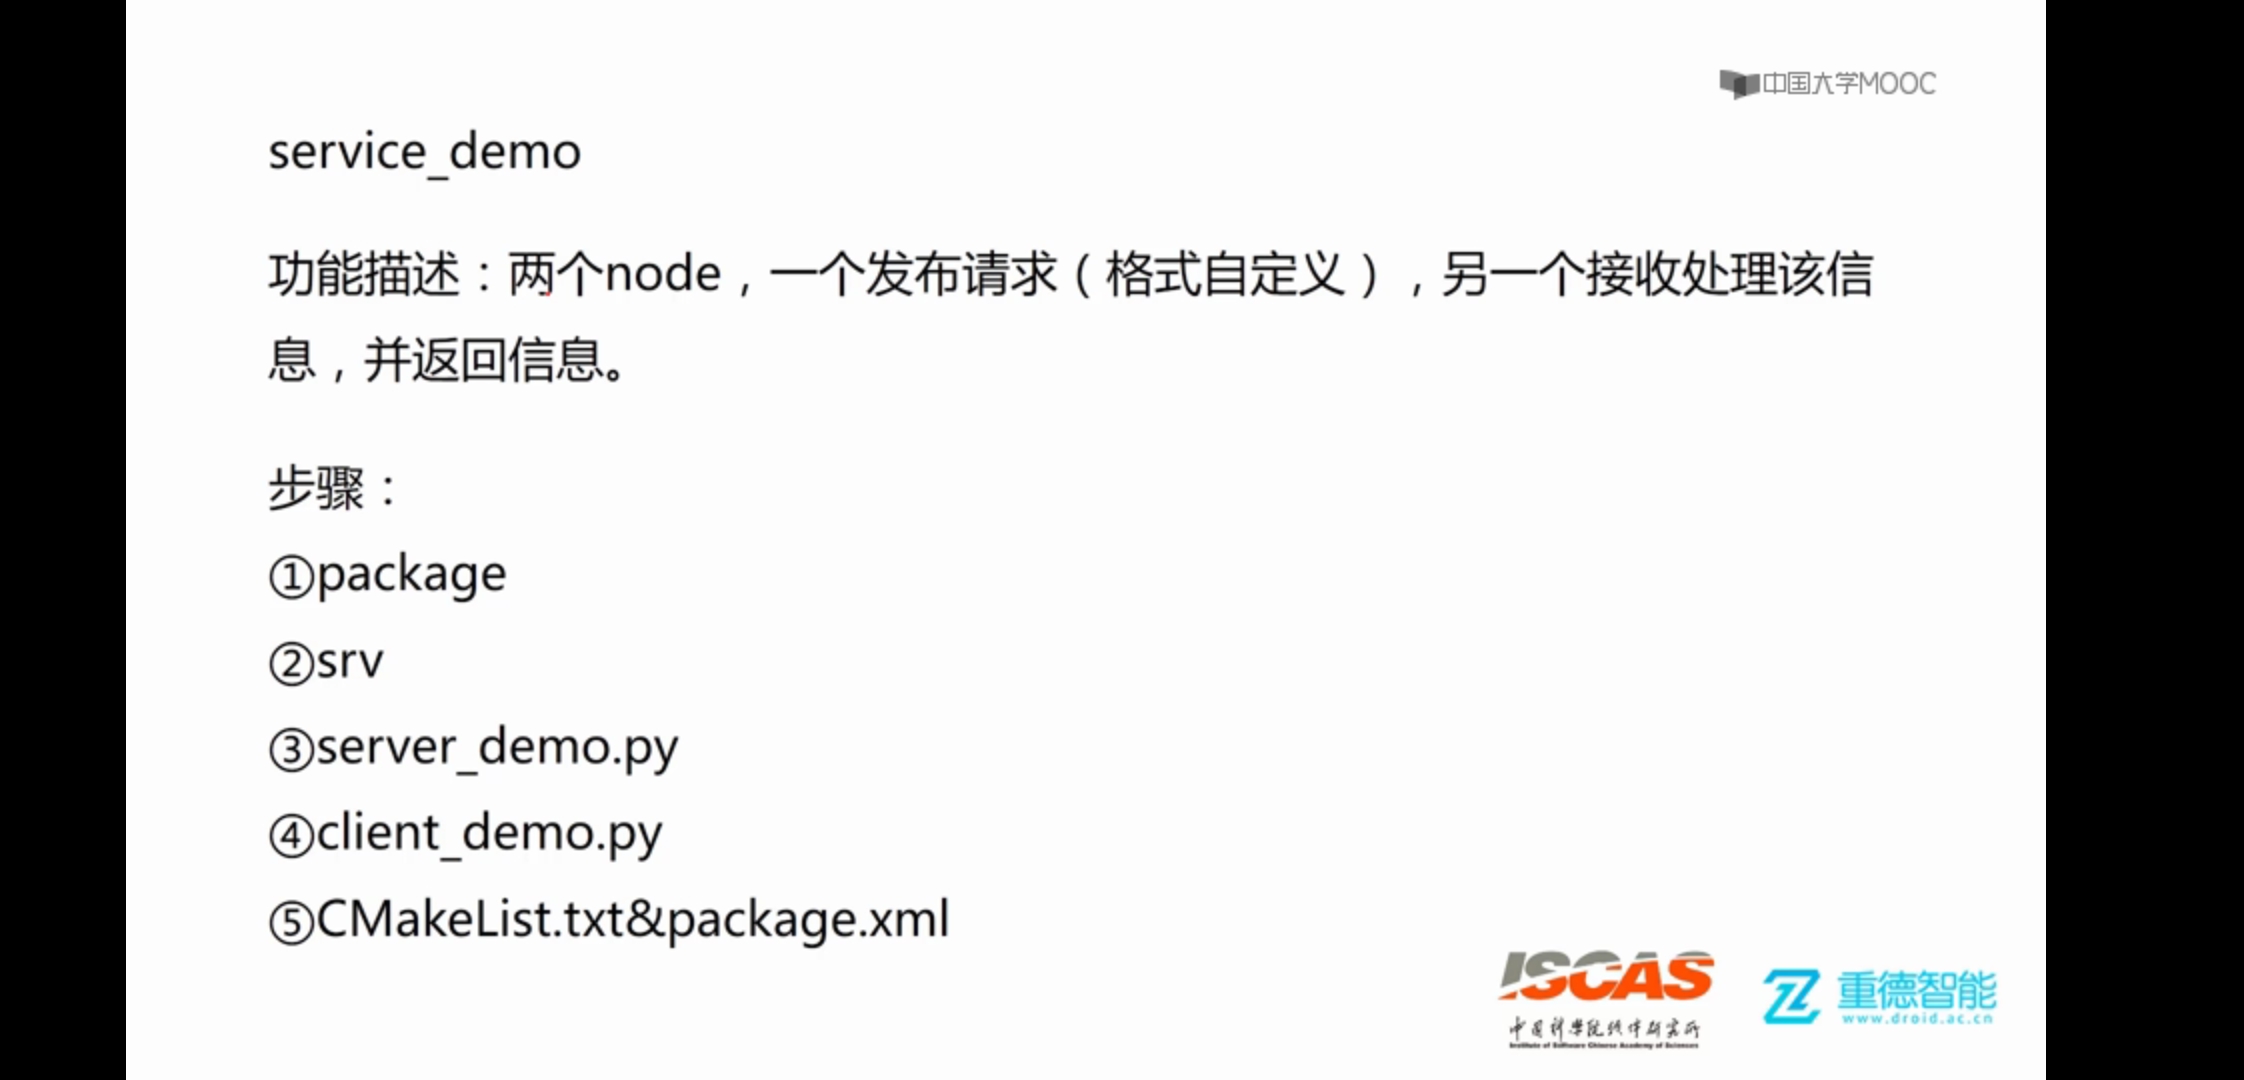 中国大学MOOC
service_demo
功能描述：两个node，一个发布请求（格式自定义），另一个接收处理该信
息，并返回信息。
步骤：
①package
②srv
③server_demo.py
④client_demo.py
⑤CMakeList.txt&package.xml
ISCAS
中国科学院软件研究所
Institute of Software Chinese Academy of Sciences
重德智能
www.droid.ac.cn